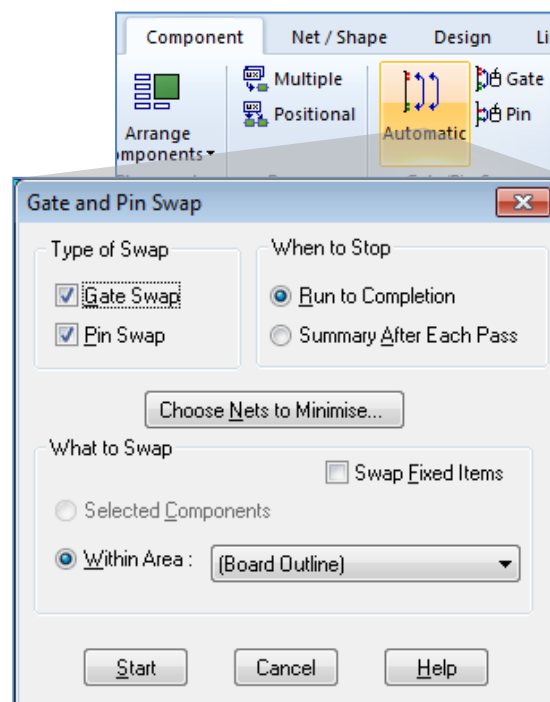 Component Net / Shape Design Li
Multiple
Positional
Arrange
omponents
Automatic
Gate
Pin
Gate and Pin Swap
Type of Swap
Gate Swap
Pin Swap
When to Stop
Run to Completion
Summary After Each Pass
Choose Nets to Minimise...
What to Swap
Swap Fixed Items
Selected Components
Within Area : (Board Outline)
Start Cancel Help